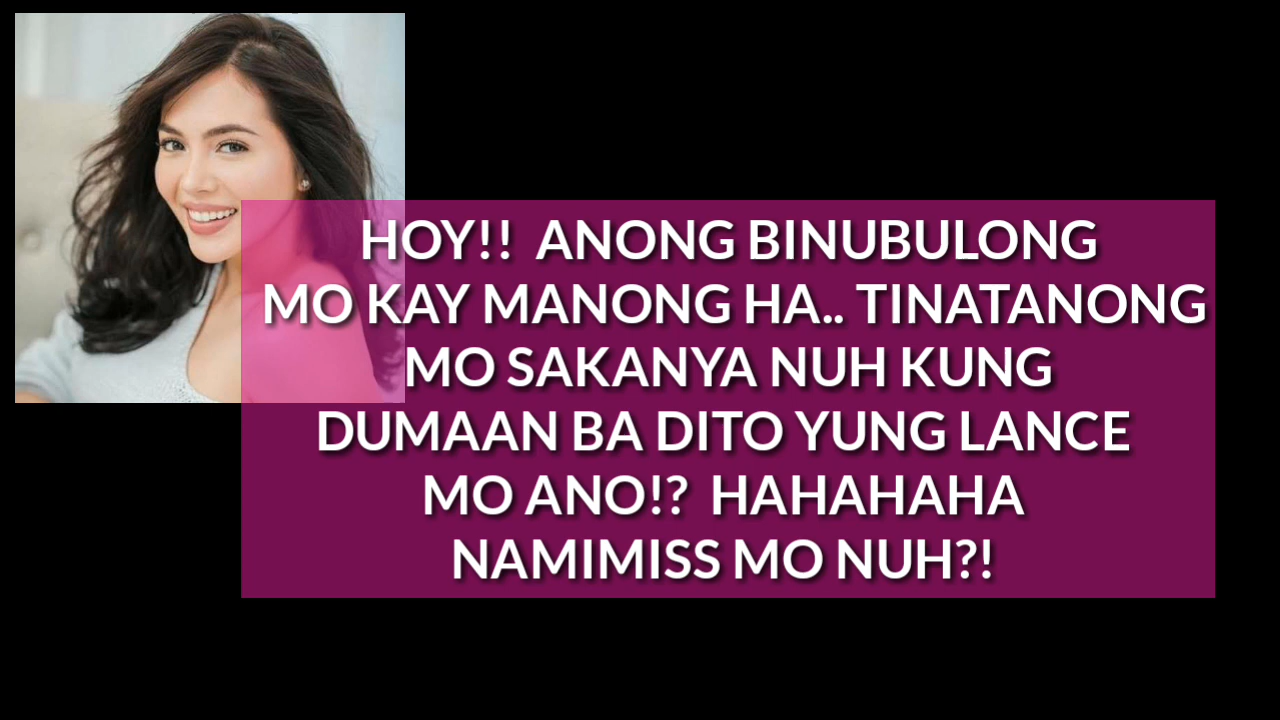 HOY!! ANONG BINUBULONG
MO KAY MANONG HA.. TINATANONG
MO SAKANYA NUH KUNG
DUMAAN BA DITO YUNG LANCE
MO ANO!? HAHAHAHA
NAMIMISS MO NUH?!